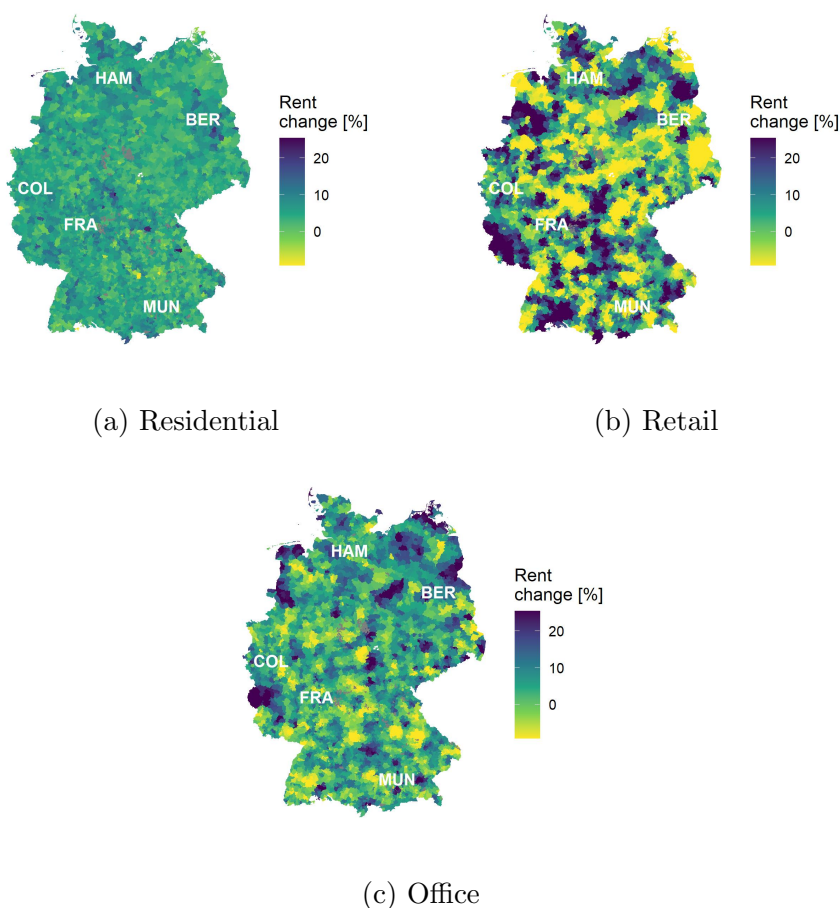 HAM
Rent
change [%]
BER
20
10
COL
FRA
0
MUN
(a) Residential
HAM
Rent
change [%]
BER
20
10
COL
FRA
0
MUN
(b) Retail
HAM
Rent
change [%]
BER
20
COL
10
FRA
0
MUN
(c) Office